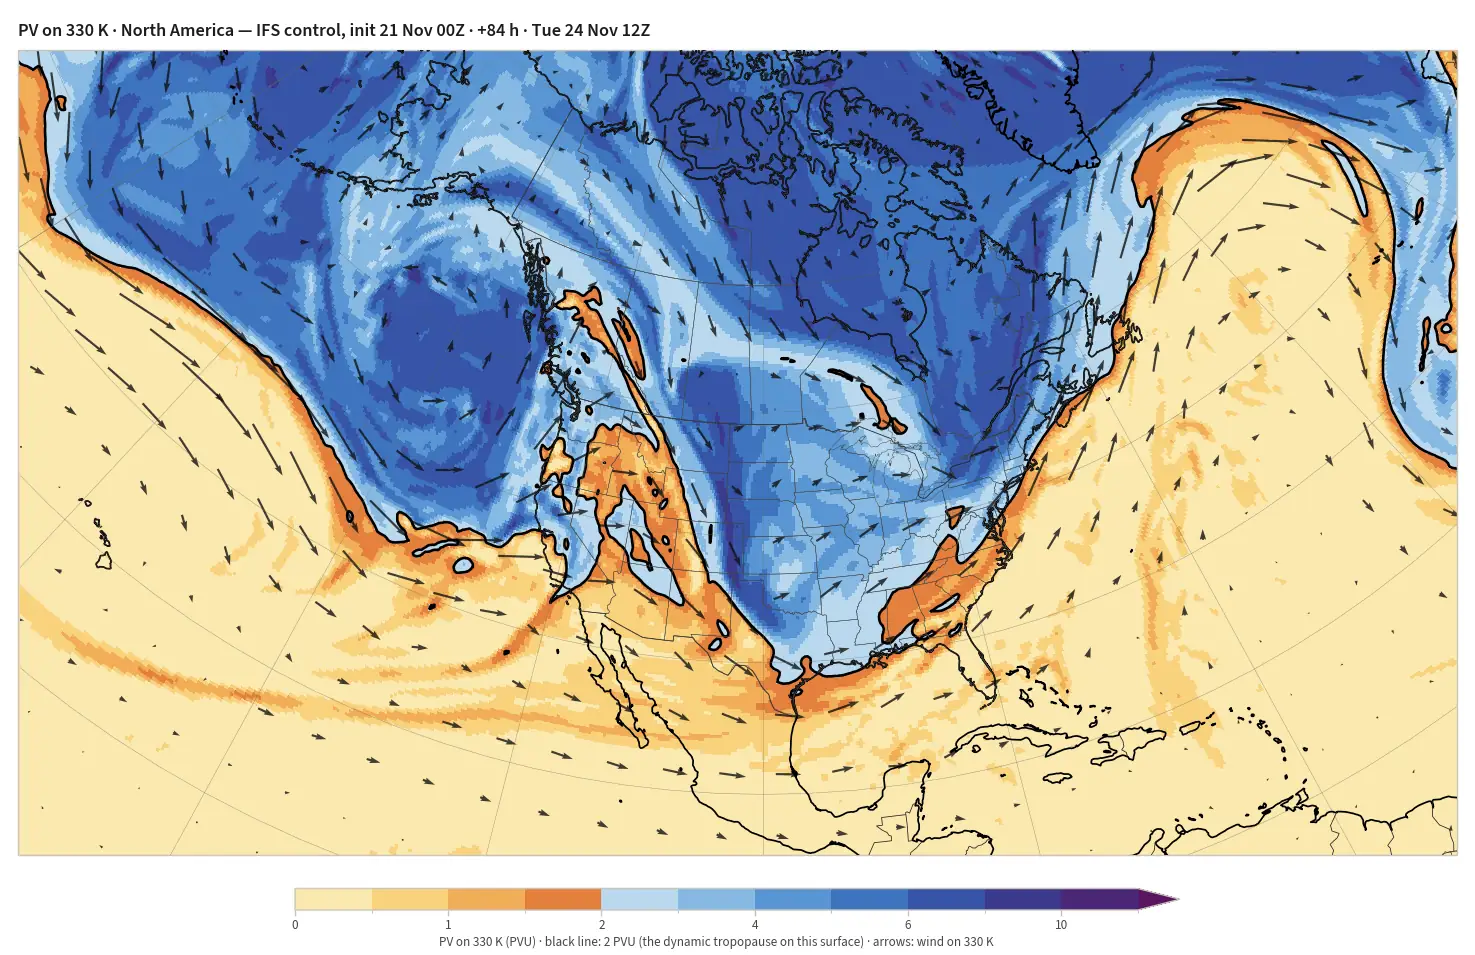 PV on 330 K · North America — IFS control, init 21 Nov 00Z · +84 h · Tue 24 Nov 12Z
0 1 2 4 6 10
PV on 330 K (PVU) · black line: 2 PVU (the dynamic tropopause on this surface) · arrows: wind on 330 K